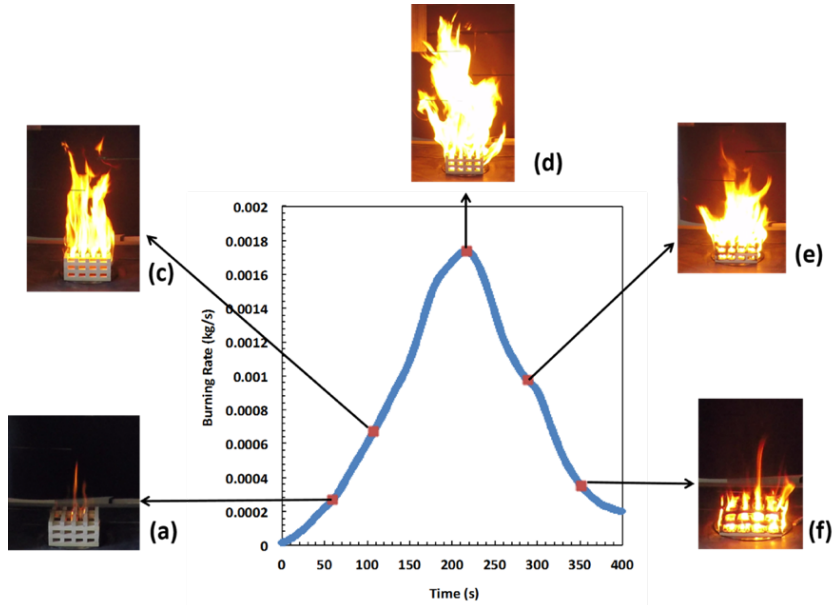 (d)
(c)
(e)
(a)
(f)
Burning Rate (kg/s)
0.002
0.0018
0.0016
0.0014
0.0012
0.001
0.0008
0.0006
0.0004
0.0002
0
0 50 100 150 200 250 300 350 400
Time (s)